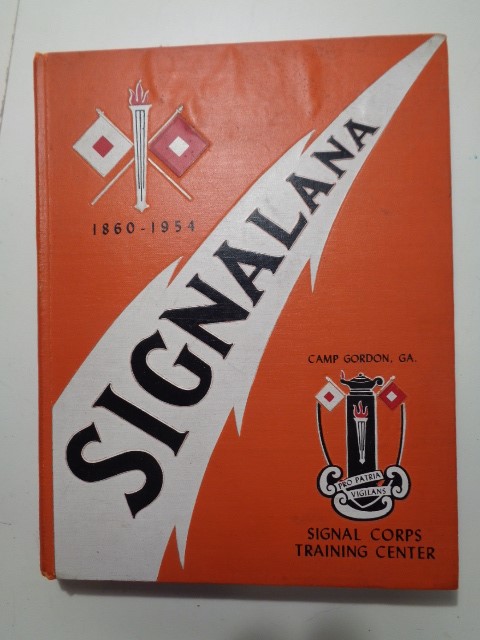 1860 - 1954
SIGNALANA
CAMP GORDON, GA.
PRO PATRIA
VIGILANS
SIGNAL CORPS
TRAINING CENTER